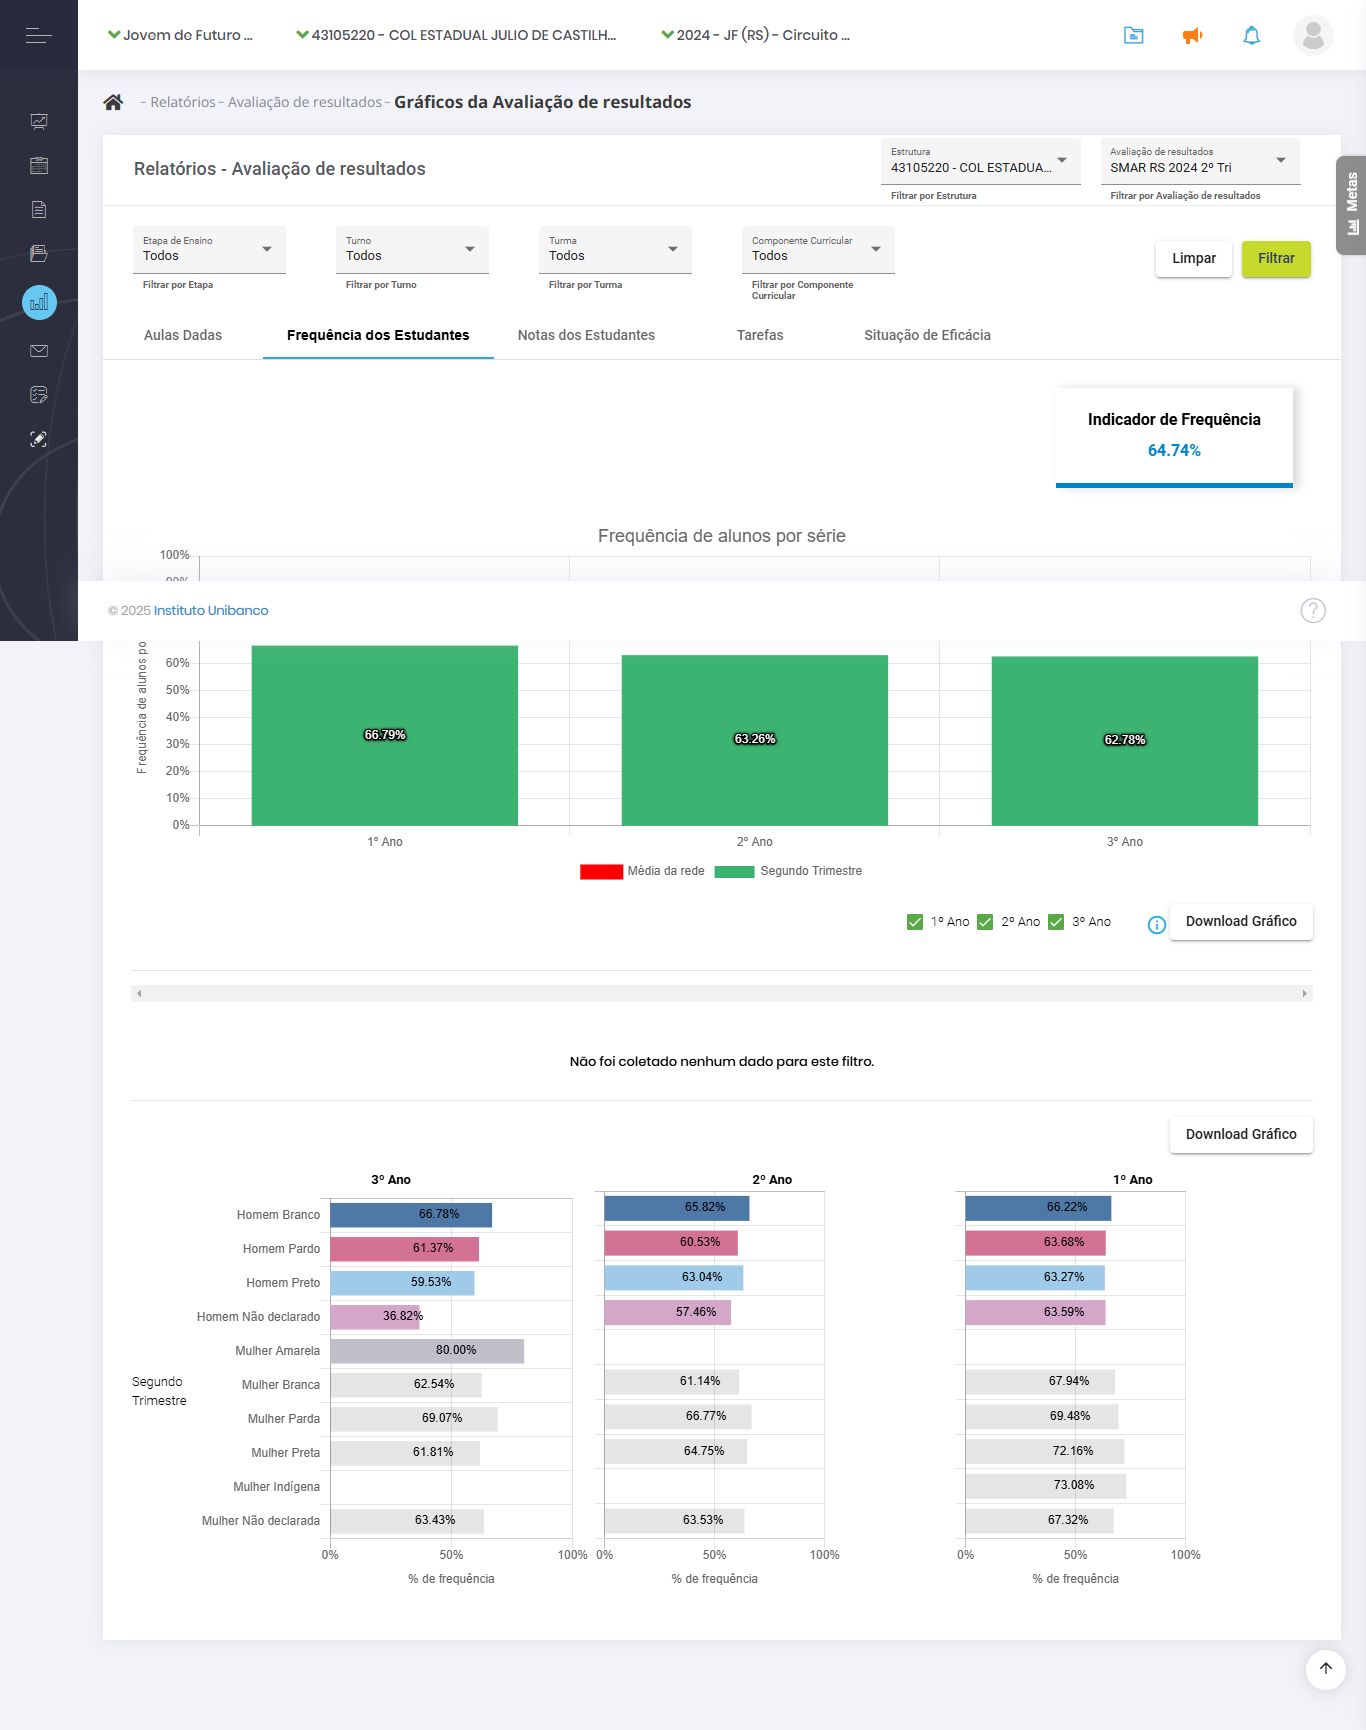 Jovem de Futuro ...
43105220 - COL ESTADUAL JULIO DE CASTILH...
2024 - JF (RS) - Circuito ...
- Relatórios - Avaliação de resultados - Gráficos da Avaliação de resultados
Relatórios - Avaliação de resultados
Estrutura
43105220 - COL ESTADUA...
Filtrar por Estrutura
Avaliação de resultados
SMAR RS 2024 2º Tri
Filtrar por Avaliação de resultados
Metas
Etapa de Ensino
Todos
Filtrar por Etapa
Turno
Todos
Filtrar por Turno
Turma
Todos
Filtrar por Turma
Componente Curricular
Todos
Filtrar por Componente
Curricular
Limpar
Filtrar
Aulas Dadas
Frequência dos Estudantes
Notas dos Estudantes
Tarefas
Situação de Eficácia
Indicador de Frequência
64.74%
Frequência de alunos por série
100%
90%
© 2025 Instituto Unibanco
?
Frequência de alunos po
60%
50%
40%
30%
20%
10%
0%
66.79%
63.26%
62.78%
1º Ano
2º Ano
3º Ano
Média da rede
Segundo Trimestre
1º Ano
2º Ano
3º Ano
Download Gráfico
Não foi coletado nenhum dado para este filtro.
Download Gráfico
3º Ano
2º Ano
1º Ano
Homem Branco 66.78% 65.82% 66.22%
Homem Pardo 61.37% 60.53% 63.68%
Homem Preto 59.53% 63.04% 63.27%
Homem Não declarado 36.82% 57.46% 63.59%
Mulher Amarela 80.00%
Segundo
Trimestre
Mulher Branca 62.54% 61.14% 67.94%
Mulher Parda 69.07% 66.77% 69.48%
Mulher Preta 61.81% 64.75% 72.16%
Mulher Indígena 73.08%
Mulher Não declarada 63.43% 63.53% 67.32%
0% 50% 100% 0% 50% 100% 0% 50% 100%
% de frequência
% de frequência
% de frequência